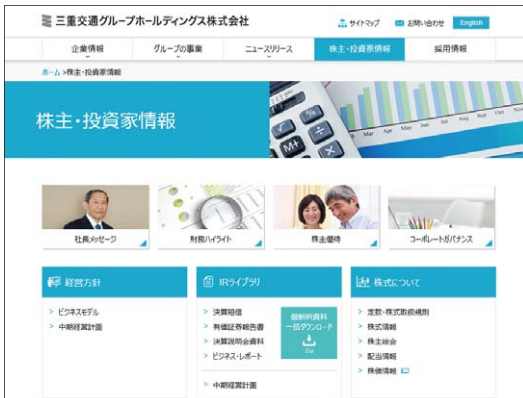 三重交通グループホールディングス株式会社
サイトマップ
お問い合わせ
English
企業情報
グループの事業
ニュースリリース
株主・投資家情報
採用情報
ホーム >株主・投資家情報
株主・投資家情報
% 
M+
Mar Apr May Jun Jul Aug Sep Oct Nov
社長メッセージ
財務ハイライト
株主優待
コーポレートガバナンス
経営方針
> ビジネスモデル
> 中期経営計画
IRライブラリ
> 決算短信
> 有価証券報告書
> 決算説明会資料
> ビジネス・レポート
> 中期経営計画
最新IR資料
一括ダウンロード
Zip
株式について
> 定款・株式取扱規則
> 株式情報
> 株主総会
> 配当情報
> 株価情報